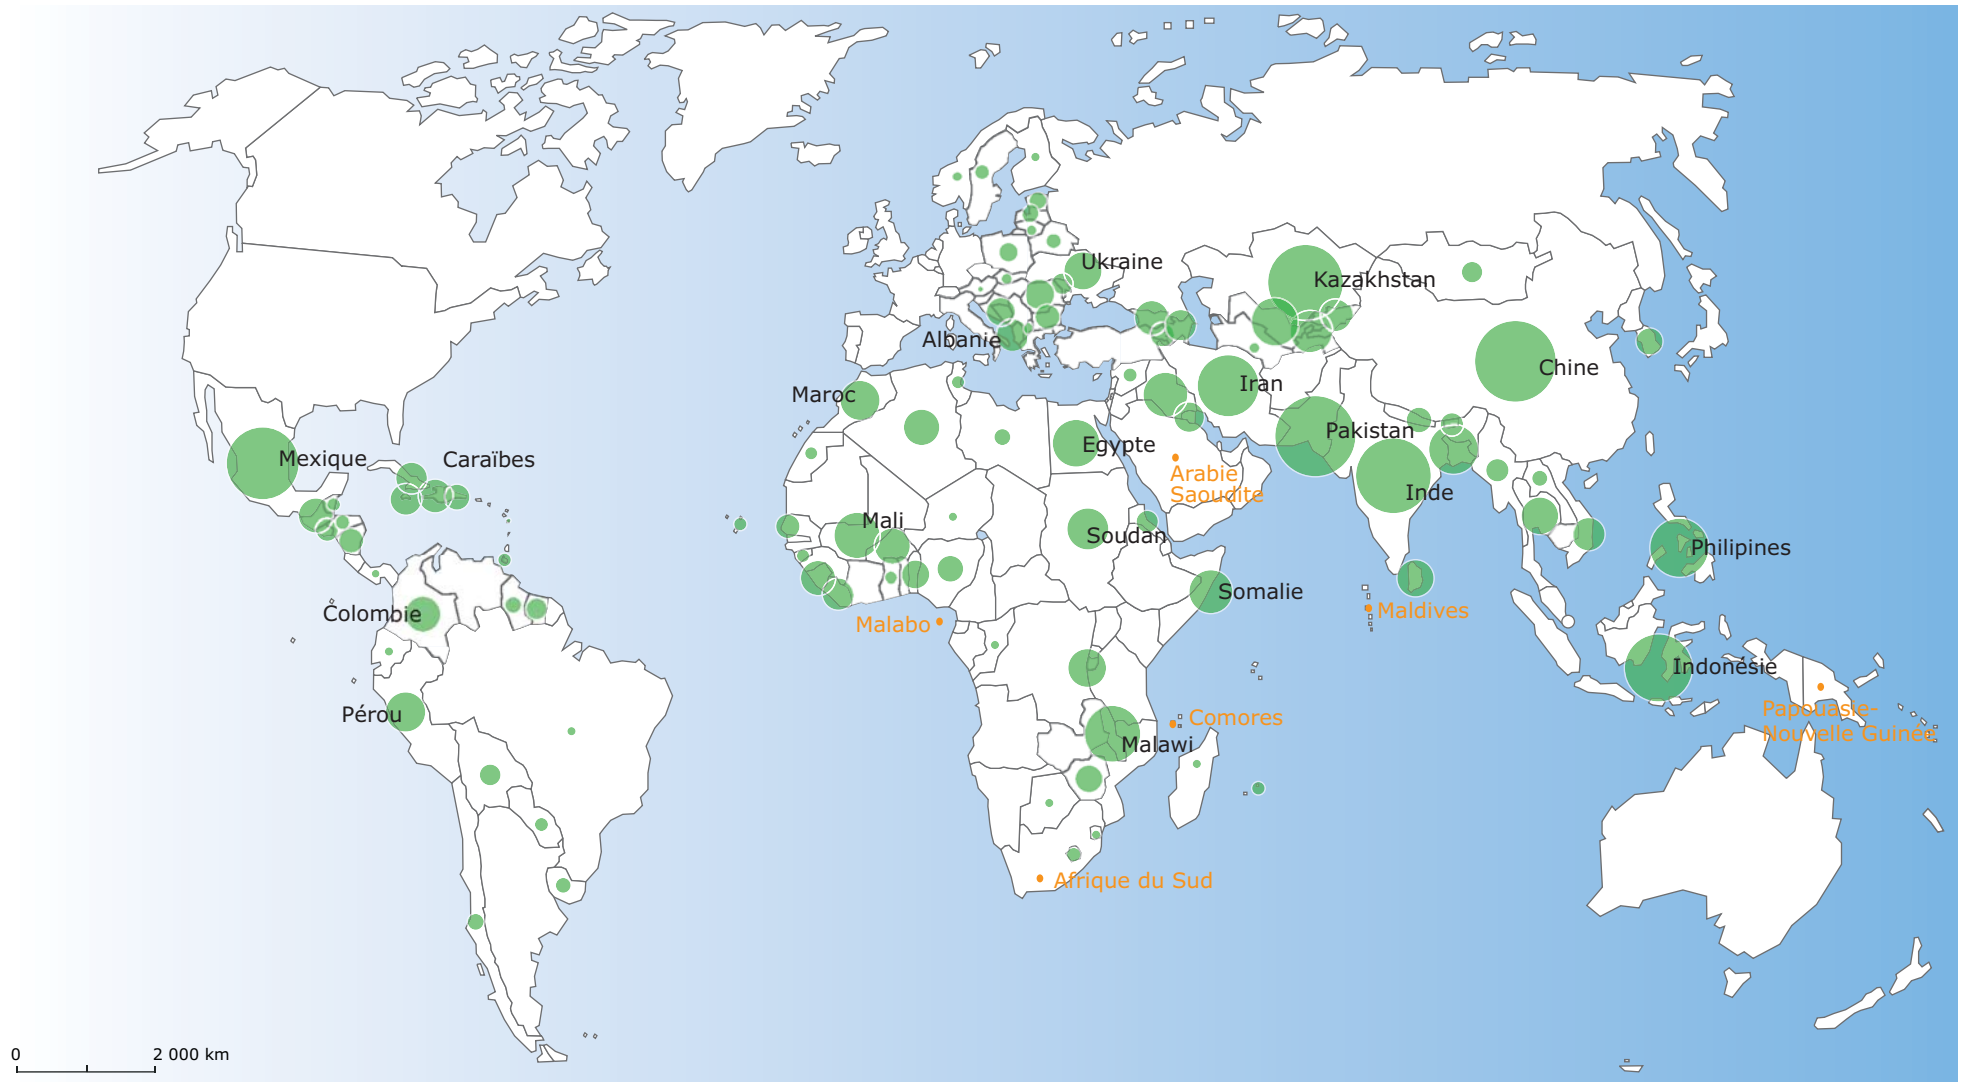 Ukraine
Kazakhstan
Albanie
Chine
Maroc
Iran
Mexique
Caraïbes
Egypte
Pakistan
Arabie
Saoudite
Inde
Mali
Soudan
Philipines
Somalie
Colombie
Malabo
Maldives
Indonésie
Pérou
Comores
Papouasie-
Nouvelle Guinée
Malawi
Afrique du Sud
0 2 000 km